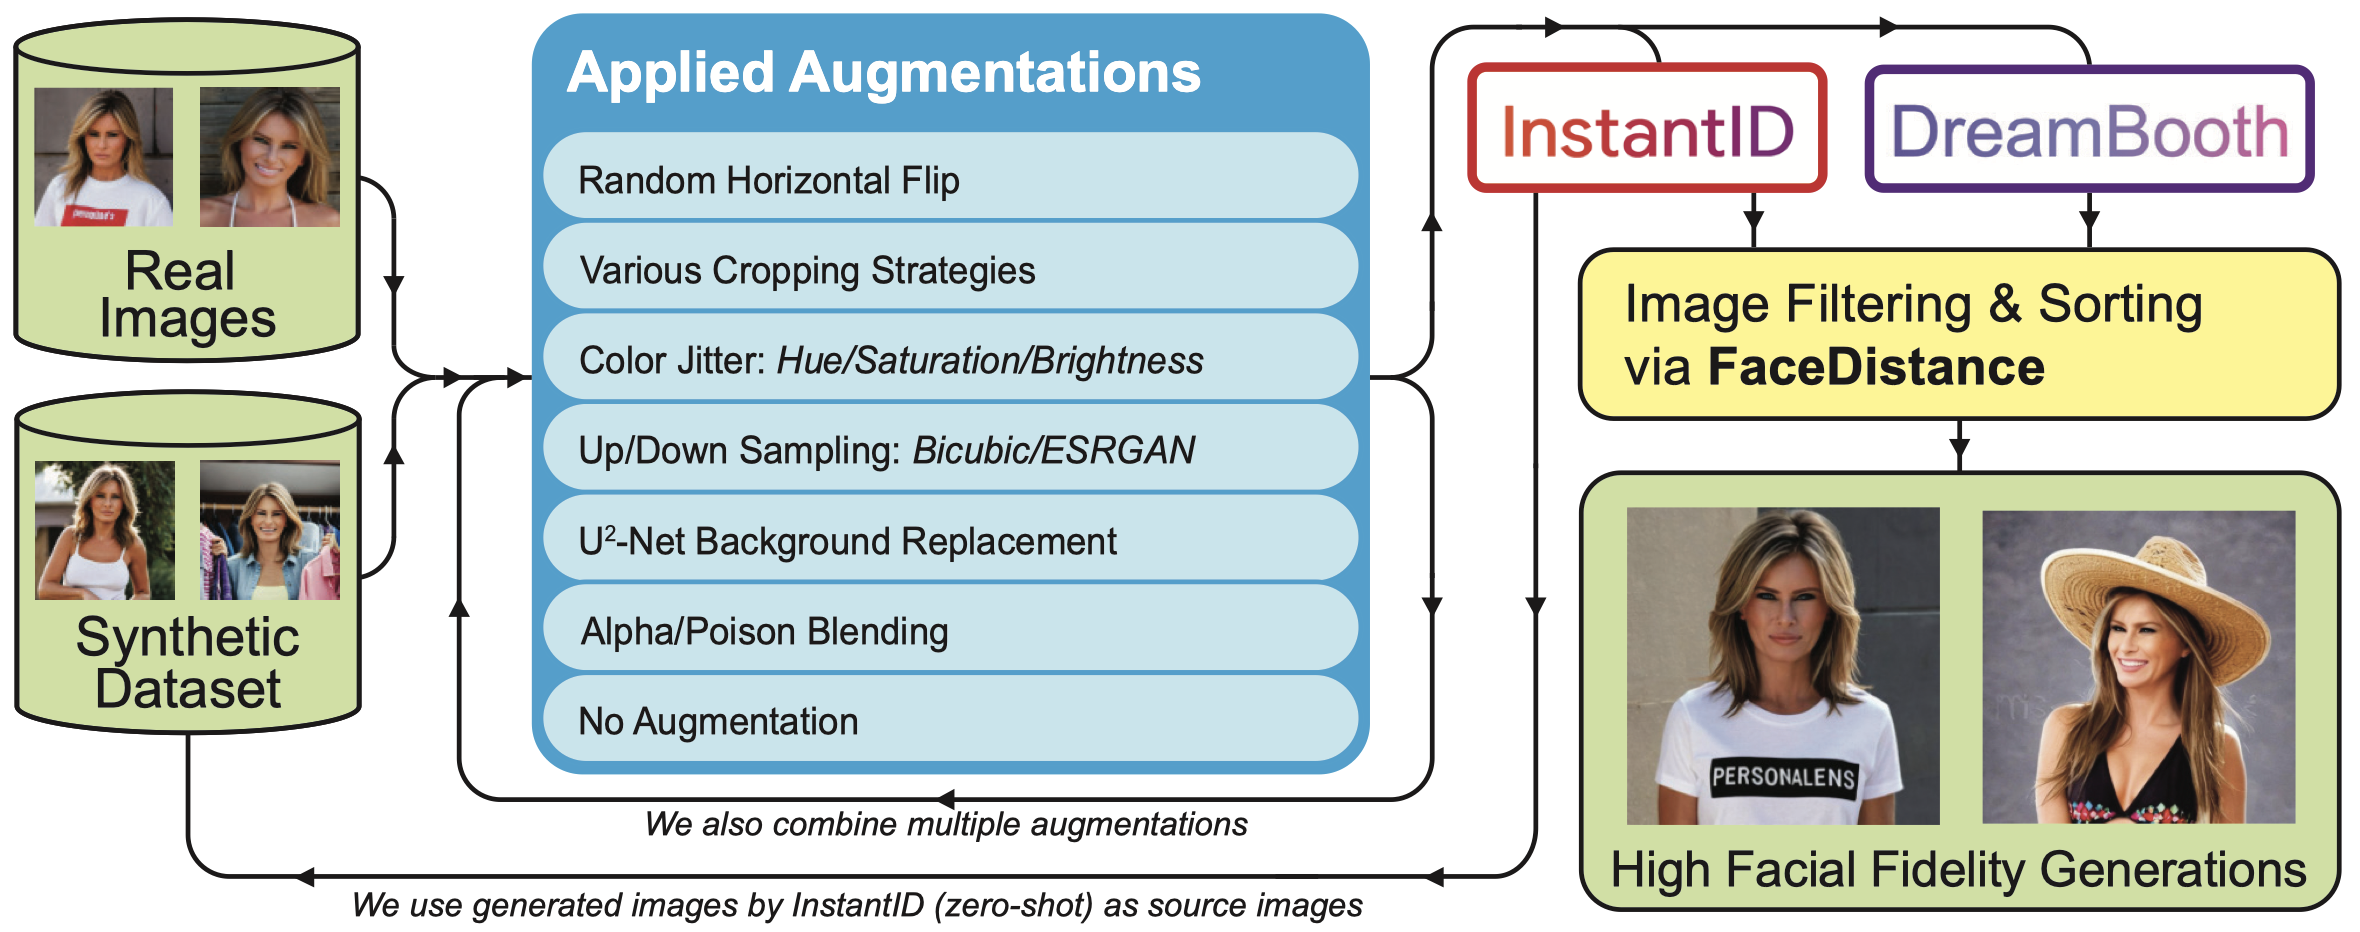 Real
Images
Synthetic
Dataset
Applied Augmentations
Random Horizontal Flip
Various Cropping Strategies
Color Jitter: Hue/Saturation/Brightness
Up/Down Sampling: Bicubic/ESRGAN
U²-Net Background Replacement
Alpha/Poison Blending
No Augmentation
We also combine multiple augmentations
We use generated images by InstantID (zero-shot) as source images
InstantID
DreamBooth
Image Filtering & Sorting
via FaceDistance
PERSONALENS
High Facial Fidelity Generations